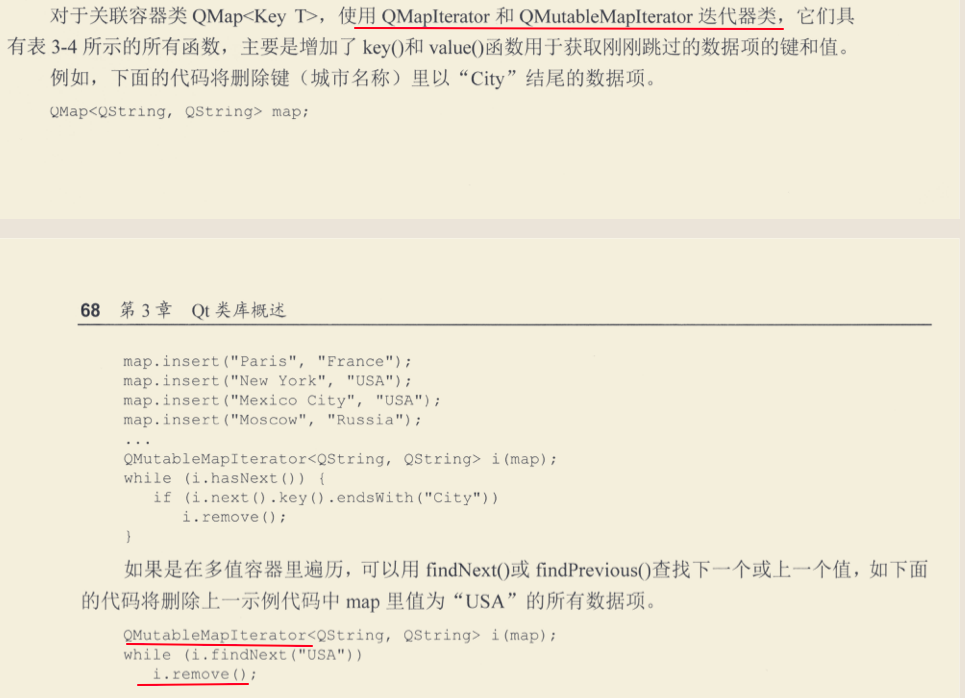 对于关联容器类 QMap<Key T>，使用 QMapIterator 和 QMutableMapIterator 迭代器类，它们具
有表 3-4 所示的所有函数，主要是增加了 key()和 value()函数用于获取刚刚跳过的数据项的键和值。
例如，下面的代码将删除键（城市名称）里以“City”结尾的数据项。
QMap<QString, QString> map;
68 第 3 章 Qt 类库概述
map.insert("Paris", "France");
map.insert("New York", "USA");
map.insert("Mexico City", "USA");
map.insert("Moscow", "Russia");
...
QMutableMapIterator<QString, QString> i(map);
while (i.hasNext()) {
if (i.next().key().endsWith("City"))
i.remove();
}
如果是在多值容器里遍历，可以用 findNext()或 findPrevious()查找下一个或上一个值，如下面
的代码将删除上一示例代码中 map 里值为“USA”的所有数据项。
QMutableMapIterator<QString, QString> i(map);
while (i.findNext("USA"))
i.remove();